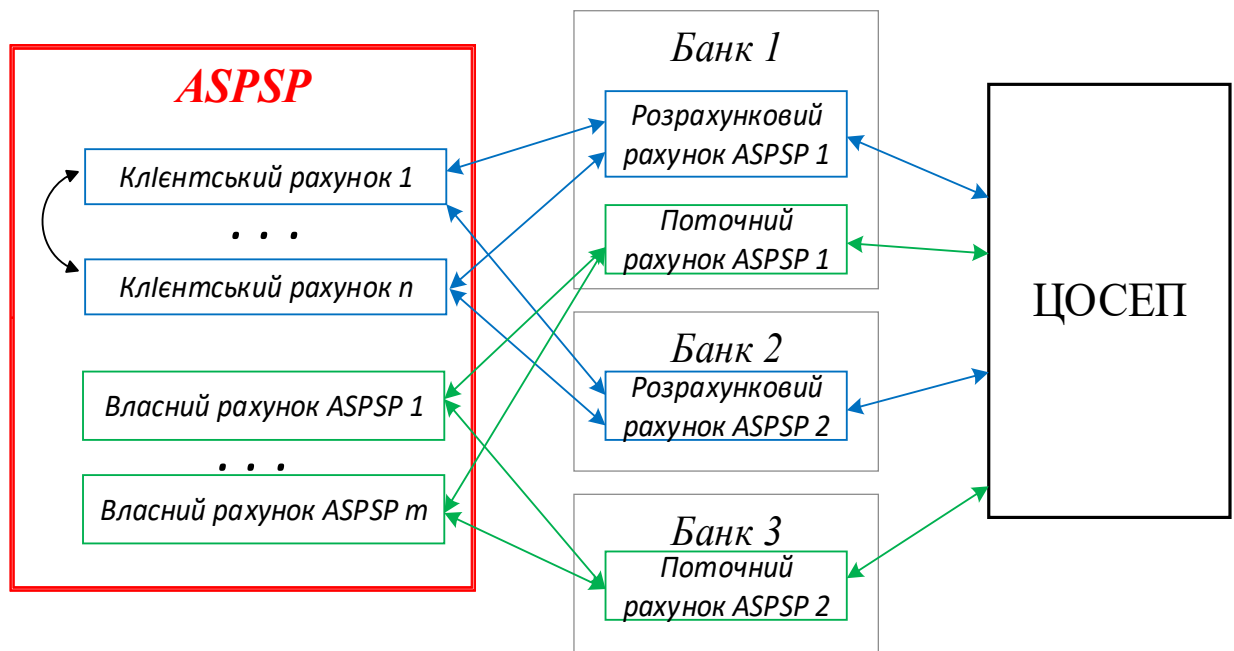 ASPSP
КлІєнтський рахунок 1
. . .
КлІєнтський рахунок n
Власний рахунок ASPSP 1
. . .
Власний рахунок ASPSP m
Банк 1
Розрахунковий
рахунок ASPSP 1
Поточний
рахунок ASPSP 1
Банк 2
Розрахунковий
рахунок ASPSP 2
Банк 3
Поточний
рахунок ASPSP 2
ЦОСЕП